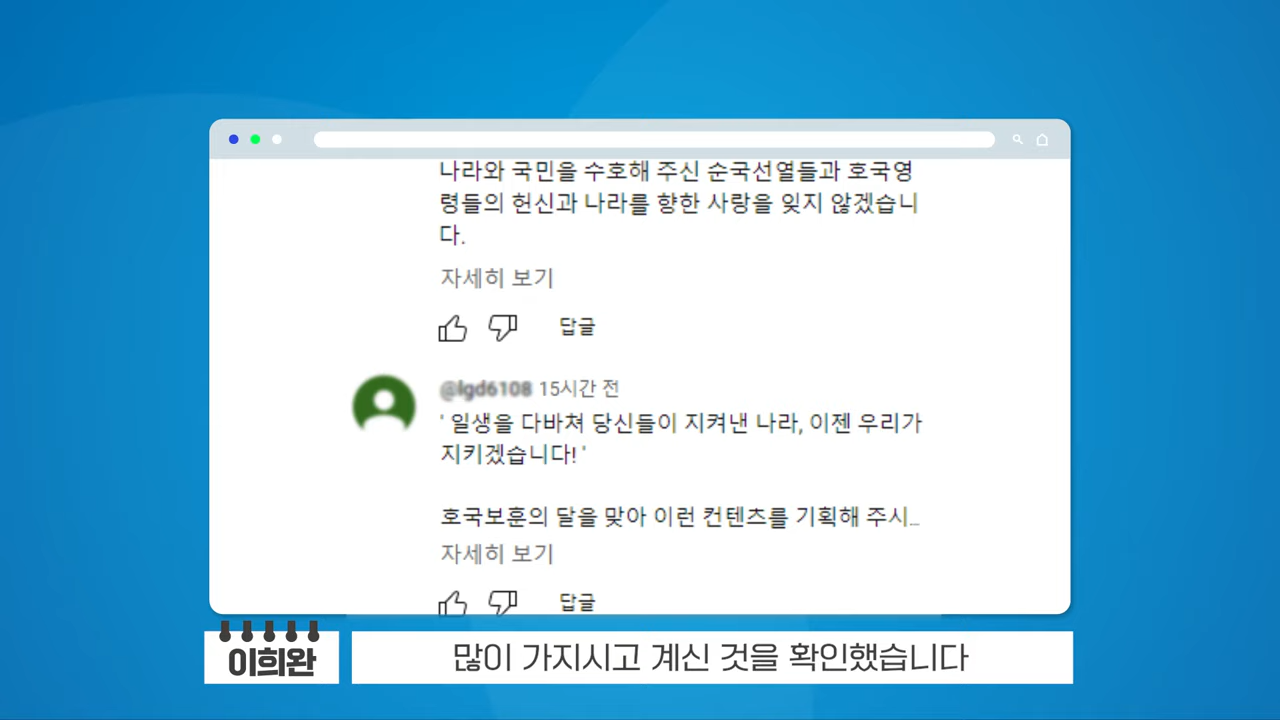 나라와 국민을 수호해 주신 순국선열들과 호국영
령들의 헌신과 나라를 향한 사랑을 잊지 않겠습니
다.
자세히 보기
답글
@lgd6108 15시간 전
' 일생을 다바쳐 당신들이 지켜낸 나라, 이젠 우리가
지키겠습니다! '
호국보훈의 달을 맞아 이런 컨텐츠를 기획해 주시...
자세히 보기
답글
이희완
많이 가지시고 계신 것을 확인했습니다